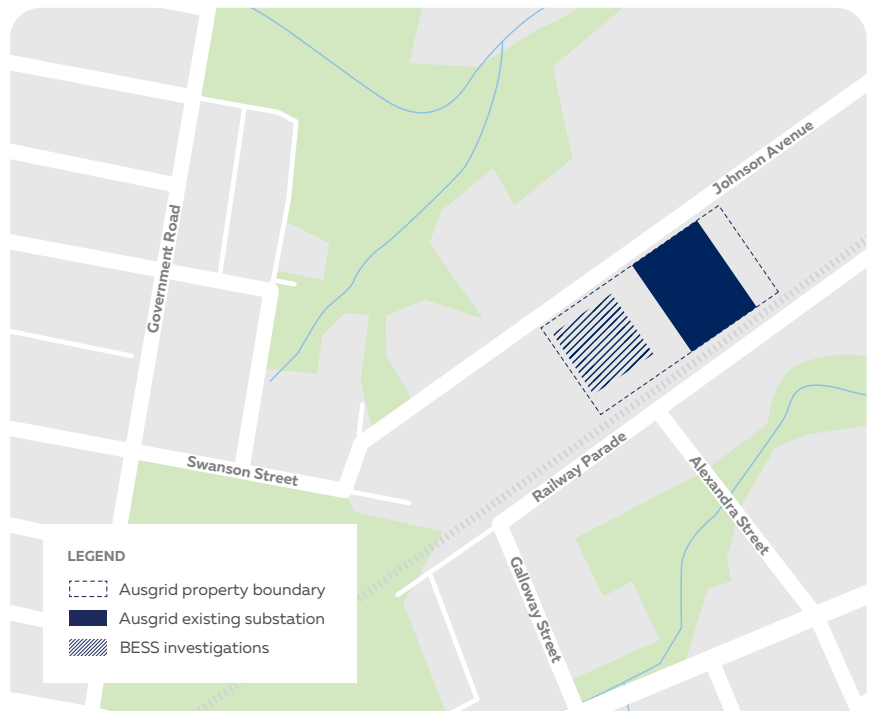 Johnson Avenue
Government Road
Swanson Street
Railway Parade
Alexandra Street
Galloway Street
LEGEND
Ausgrid property boundary
Ausgrid existing substation
BESS investigations